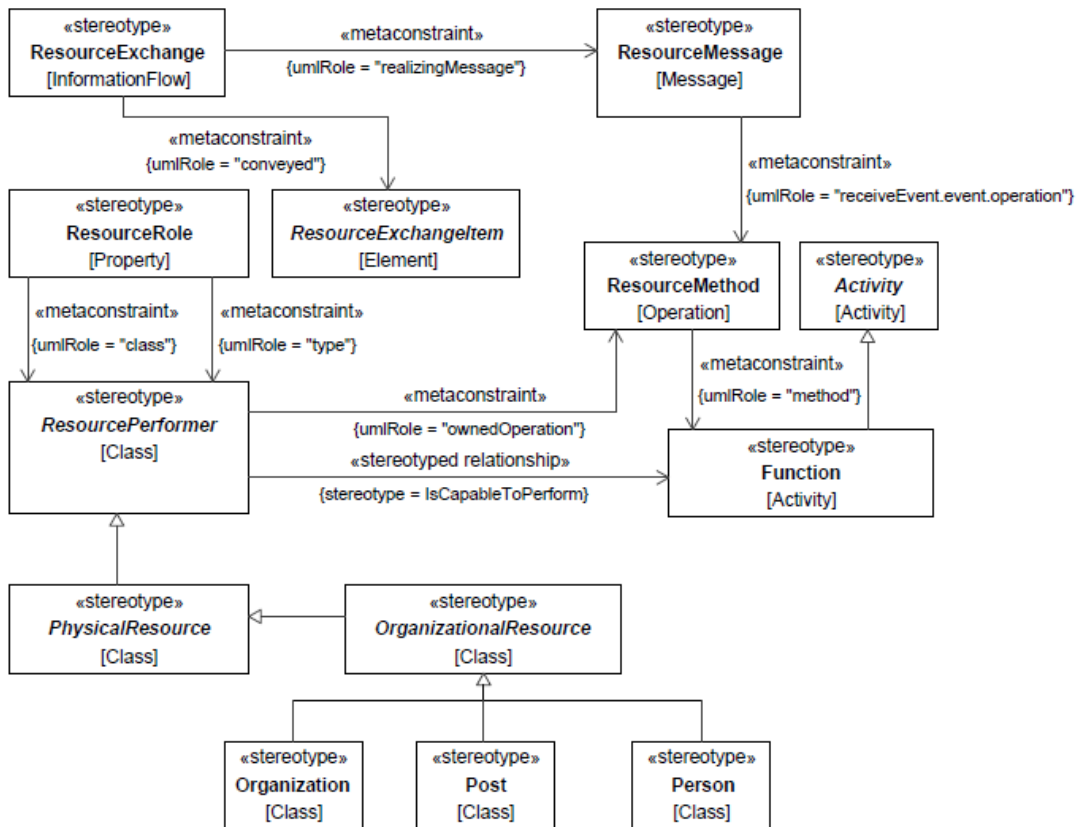 «stereotype»
ResourceExchange
[InformationFlow]
«metaconstraint»
{umlRole = "realizingMessage"}
«stereotype»
ResourceMessage
[Message]
«metaconstraint»
{umlRole = "conveyed"}
«metaconstraint»
{umlRole = "receiveEvent.event.operation"}
«stereotype»
ResourceRole
[Property]
«stereotype»
ResourceExchangeItem
[Element]
«stereotype»
ResourceMethod
[Operation]
«stereotype»
Activity
[Activity]
«metaconstraint»
{umlRole = "class"}
«metaconstraint»
{umlRole = "type"}
«metaconstraint»
{umlRole = "method"}
«stereotype»
ResourcePerformer
[Class]
«metaconstraint»
{umlRole = "ownedOperation"}
«stereotyped relationship»
{stereotype = IsCapableToPerform}
«stereotype»
Function
[Activity]
«stereotype»
PhysicalResource
[Class]
«stereotype»
OrganizationalResource
[Class]
«stereotype»
Organization
[Class]
«stereotype»
Post
[Class]
«stereotype»
Person
[Class]